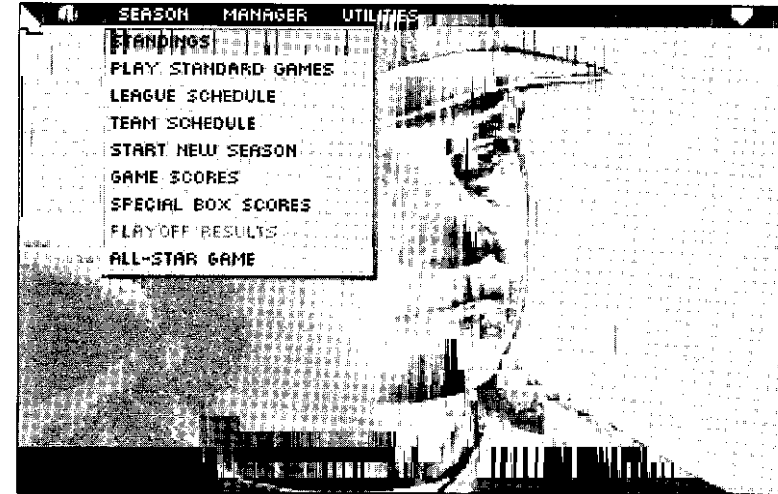 SEASON MANAGER UTILITIES
STANDINGS
PLAY STANDARD GAMES
LEAGUE SCHEDULE
TEAM SCHEDULE
START NEW SEASON
GAME SCORES
SPECIAL BOX SCORES
PLAYOFF RESULTS
ALL-STAR GAME